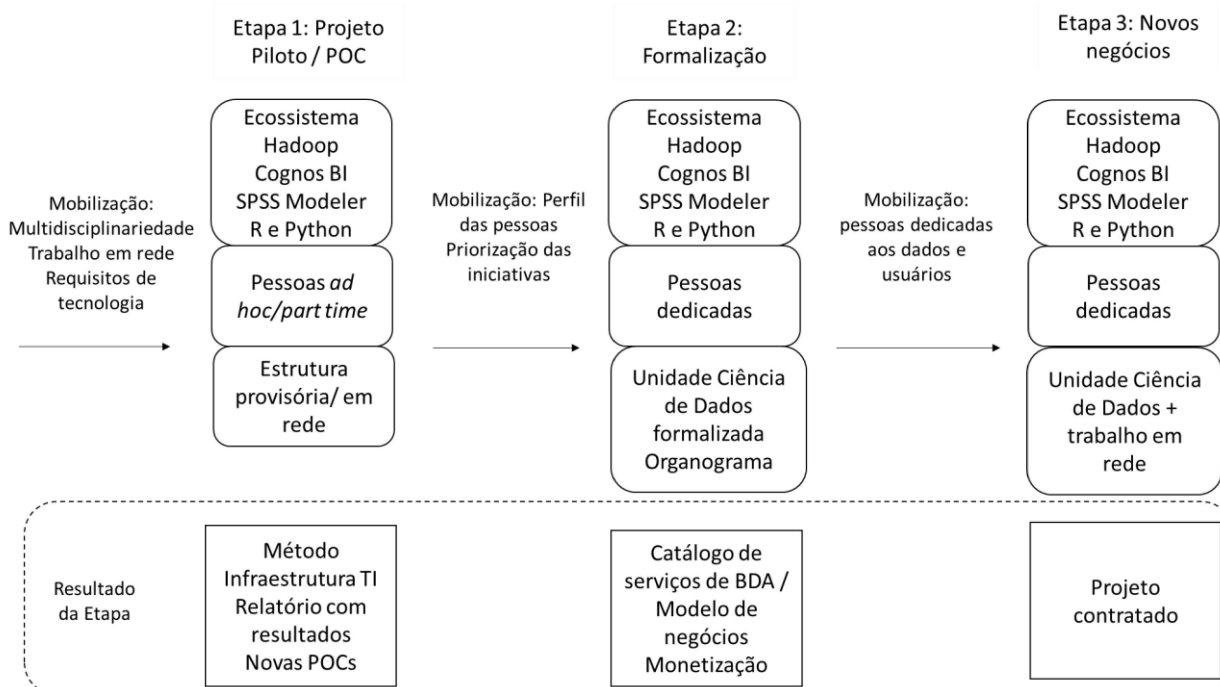 Etapa 1: Projeto
Piloto / POC
Etapa 2:
Formalização
Etapa 3: Novos
negócios
Mobilização:
Multidisciplinariedade
Trabalho em rede
Requisitos de
tecnologia
Ecossistema
Hadoop
Cognos BI
SPSS Modeler
R e Python
Pessoas ad
hoc/part time
Estrutura
provisória/ em
rede
Mobilização: Perfil
das pessoas
Priorização das
iniciativas
Ecossistema
Hadoop
Cognos BI
SPSS Modeler
R e Python
Pessoas
dedicadas
Unidade Ciência
de Dados
formalizada
Organograma
Mobilização:
pessoas dedicadas
aos dados e
usuários
Ecossistema
Hadoop
Cognos BI
SPSS Modeler
R e Python
Pessoas
dedicadas
Unidade Ciência
de Dados +
trabalho em
rede
Resultado
da Etapa
Método
Infraestrutura TI
Relatório com
resultados
Novas POCs
Catálogo de
serviços de BDA /
Modelo de
negócios
Monetização
Projeto
contratado